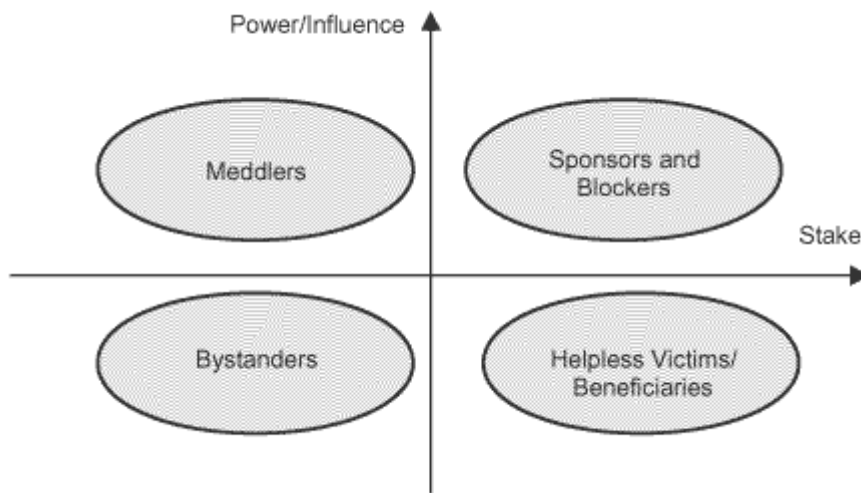 Power/Influence
Meddlers
Sponsors and
Blockers
Stake
Bystanders
Helpless Victims/
Beneficiaries